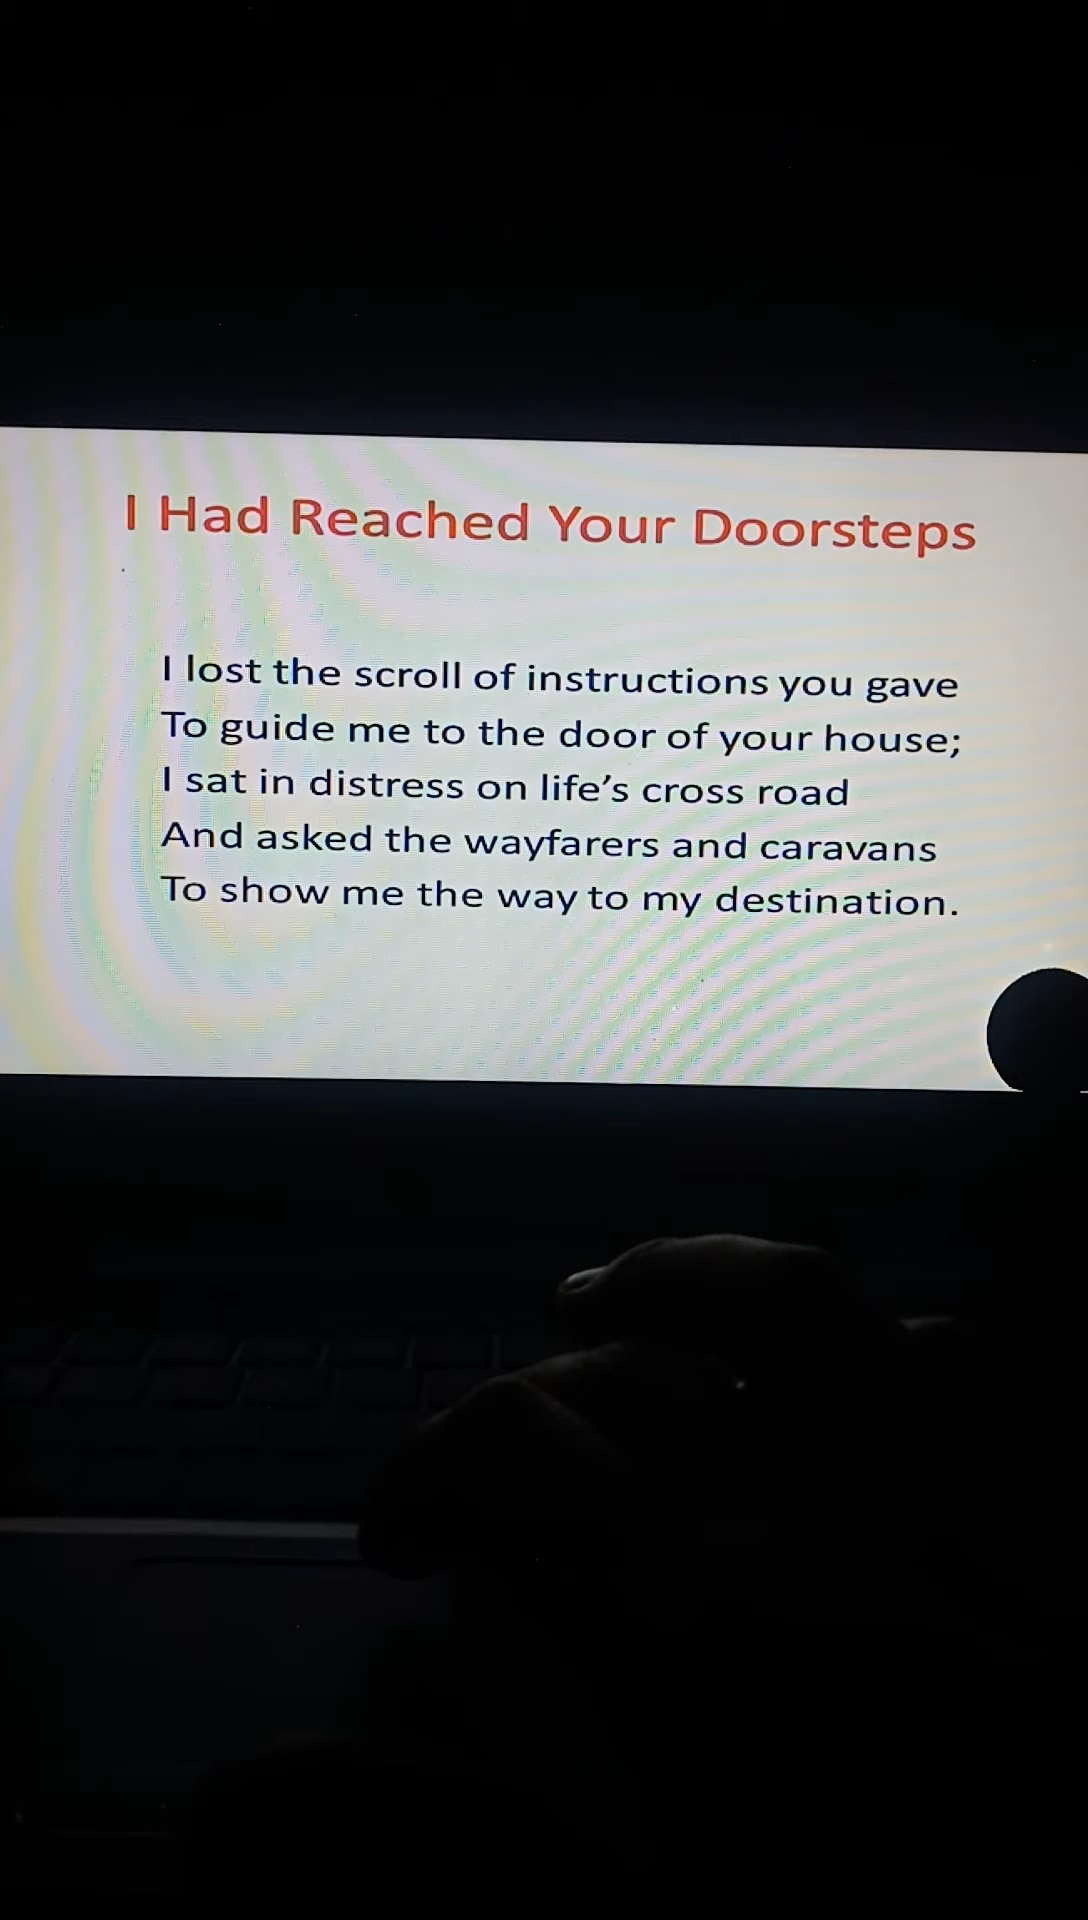 I Had Reached Your Doorsteps
I lost the scroll of instructions you gave
To guide me to the door of your house;
I sat in distress on life’s cross road
And asked the wayfarers and caravans
To show me the way to my destination.